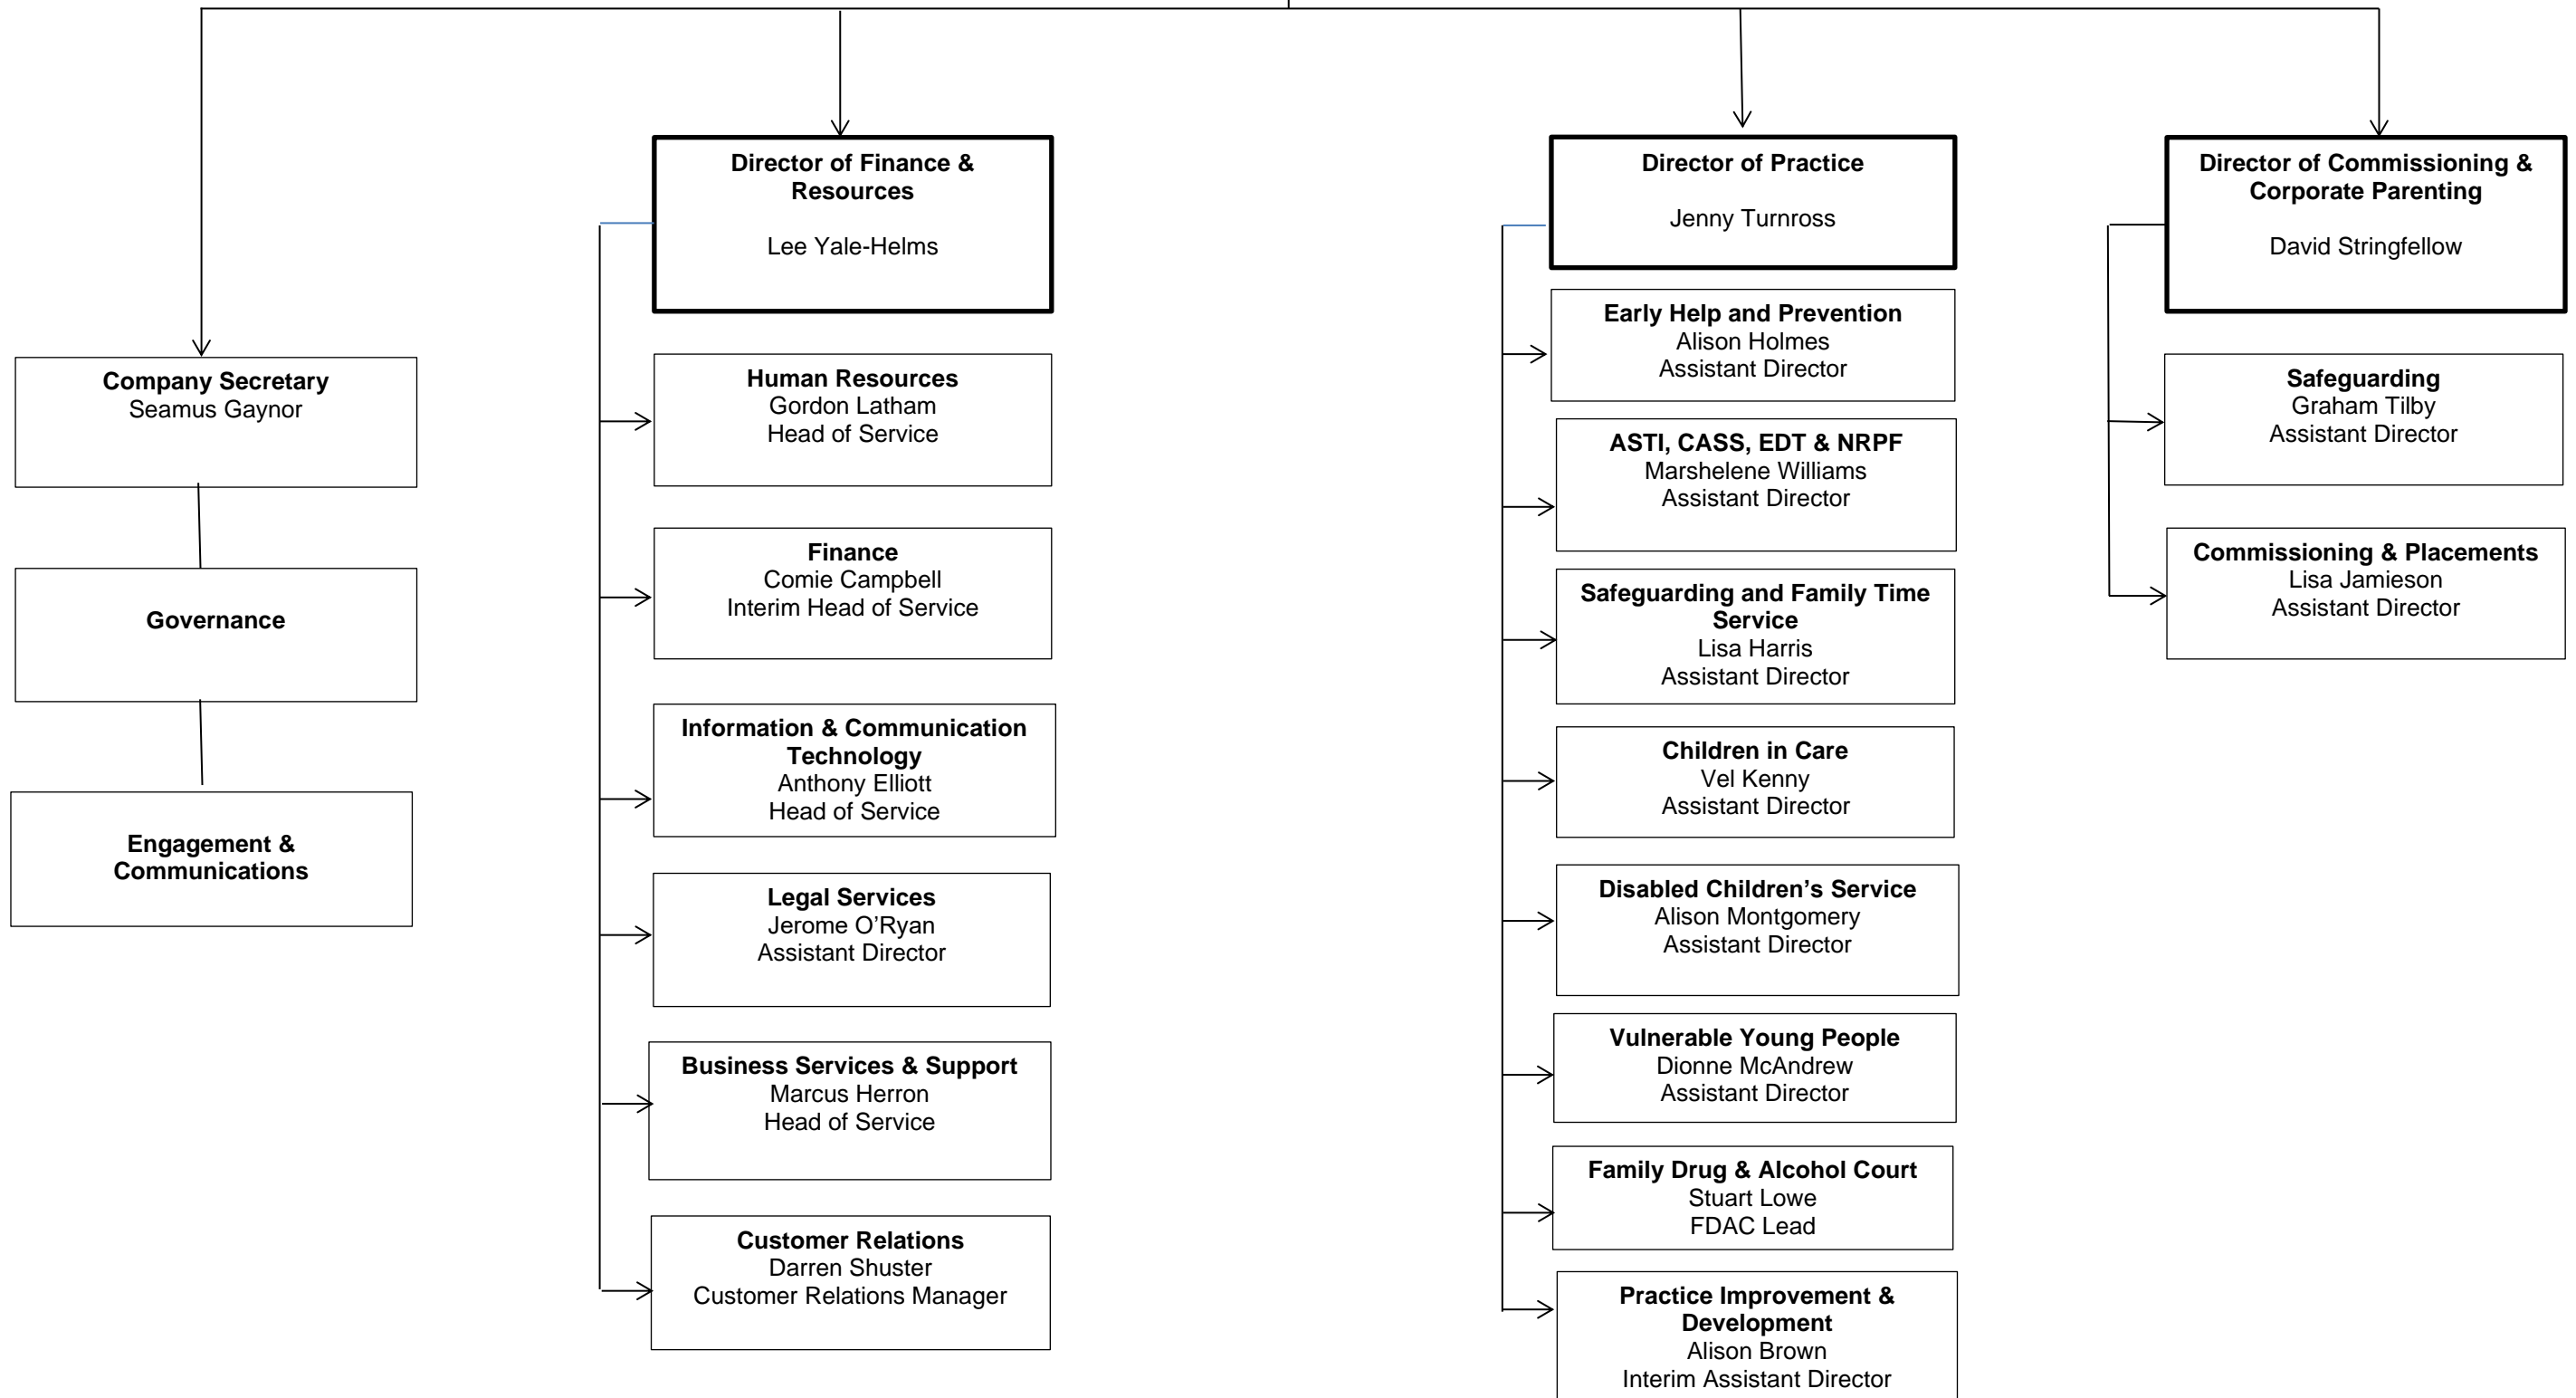 Director of Finance &
Resources
Lee Yale-Helms
Director of Practice
Jenny Turnross
Director of Commissioning &
Corporate Parenting
David Stringfellow
Company Secretary
Seamus Gaynor
Governance
Engagement &
Communications
Human Resources
Gordon Latham
Head of Service
Finance
Comie Campbell
Interim Head of Service
Information & Communication
Technology
Anthony Elliott
Head of Service
Legal Services
Jerome O’Ryan
Assistant Director
Business Services & Support
Marcus Herron
Head of Service
Customer Relations
Darren Shuster
Customer Relations Manager
Early Help and Prevention
Alison Holmes
Assistant Director
ASTI, CASS, EDT & NRPF
Marshelene Williams
Assistant Director
Safeguarding and Family Time
Service
Lisa Harris
Assistant Director
Children in Care
Vel Kenny
Assistant Director
Disabled Children’s Service
Alison Montgomery
Assistant Director
Vulnerable Young People
Dionne McAndrew
Assistant Director
Family Drug & Alcohol Court
Stuart Lowe
FDAC Lead
Practice Improvement &
Development
Alison Brown
Interim Assistant Director
Safeguarding
Graham Tilby
Assistant Director
Commissioning & Placements
Lisa Jamieson
Assistant Director